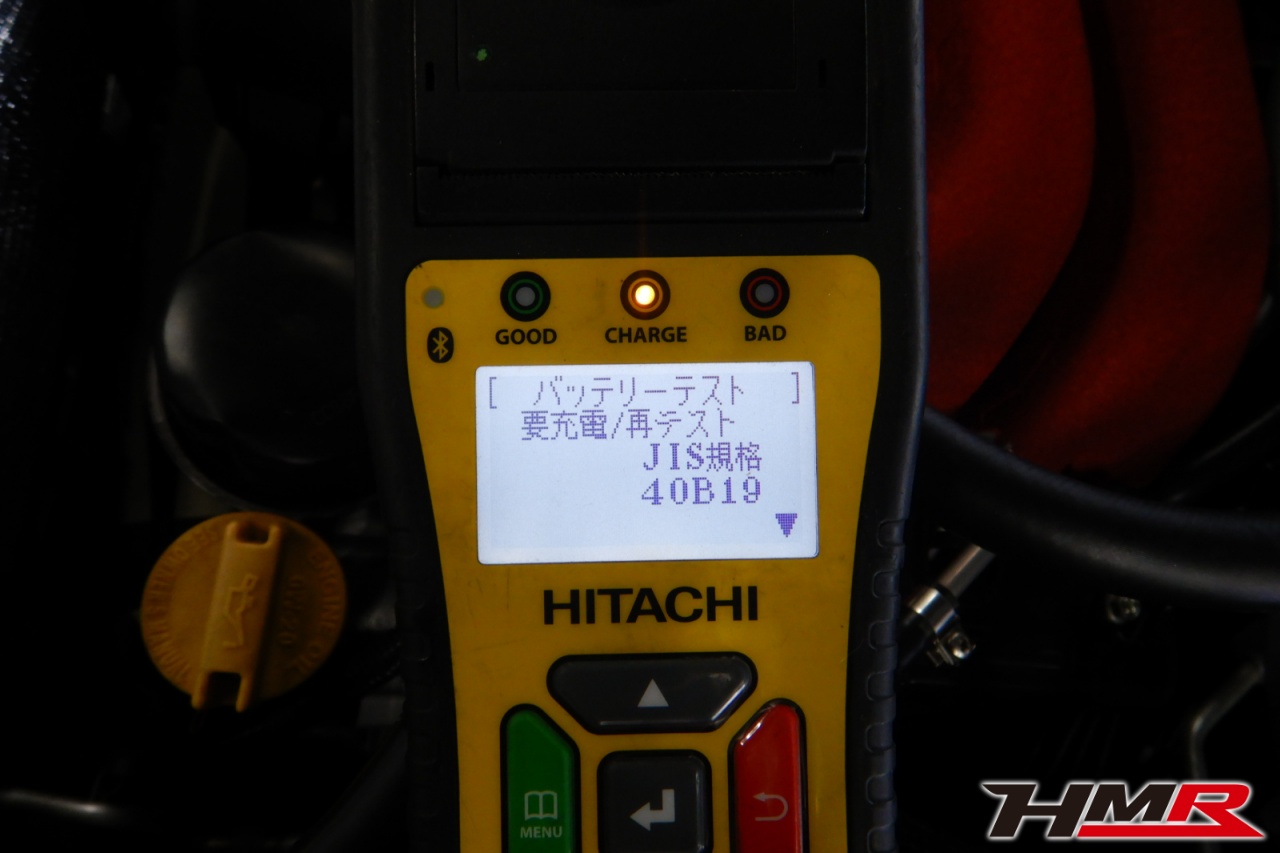 GOOD CHARGE BAD
[ バッテリーテスト ]
要充電/再テスト
JIS規格
40B19
HITACHI
MENU
HMR